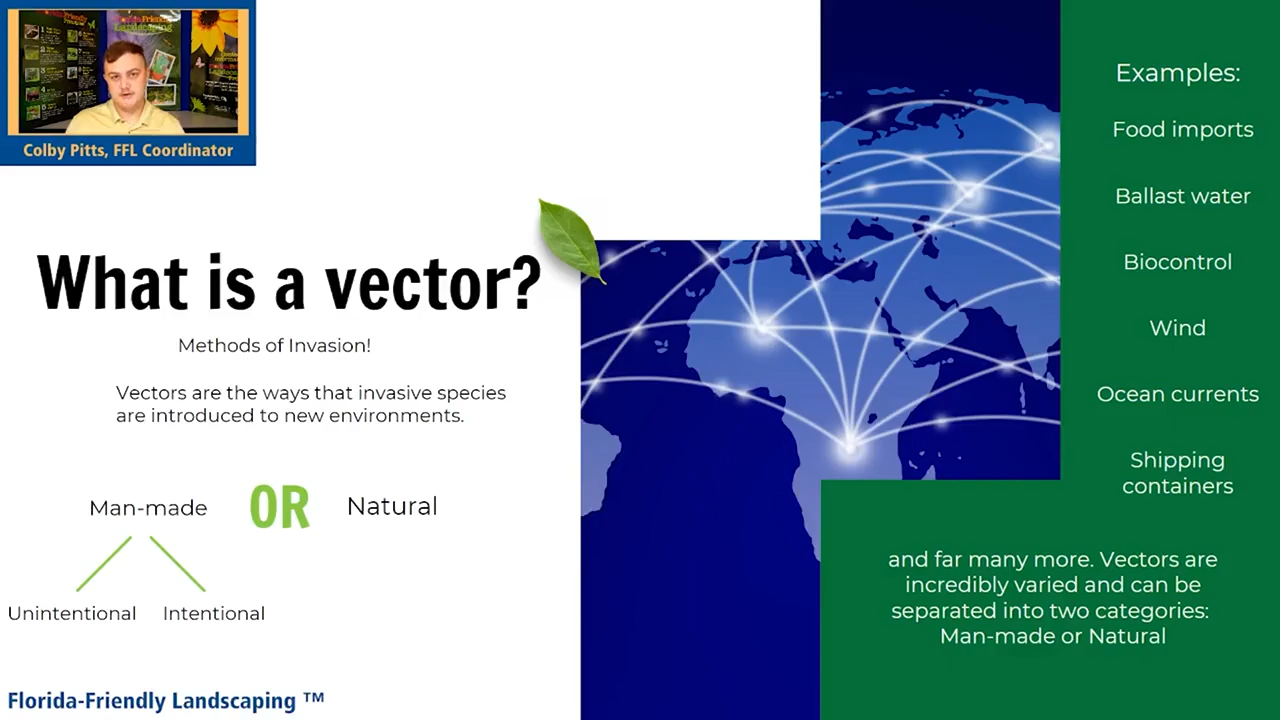 Colby Pitts, FFL Coordinator
What is a vector?
Methods of Invasion!
Vectors are the ways that invasive species
are introduced to new environments.
Man-made OR Natural
Unintentional Intentional
Florida-Friendly Landscaping ™
Examples:
Food imports
Ballast water
Biocontrol
Wind
Ocean currents
Shipping
containers
and far many more. Vectors are
incredibly varied and can be
separated into two categories:
Man-made or Natural